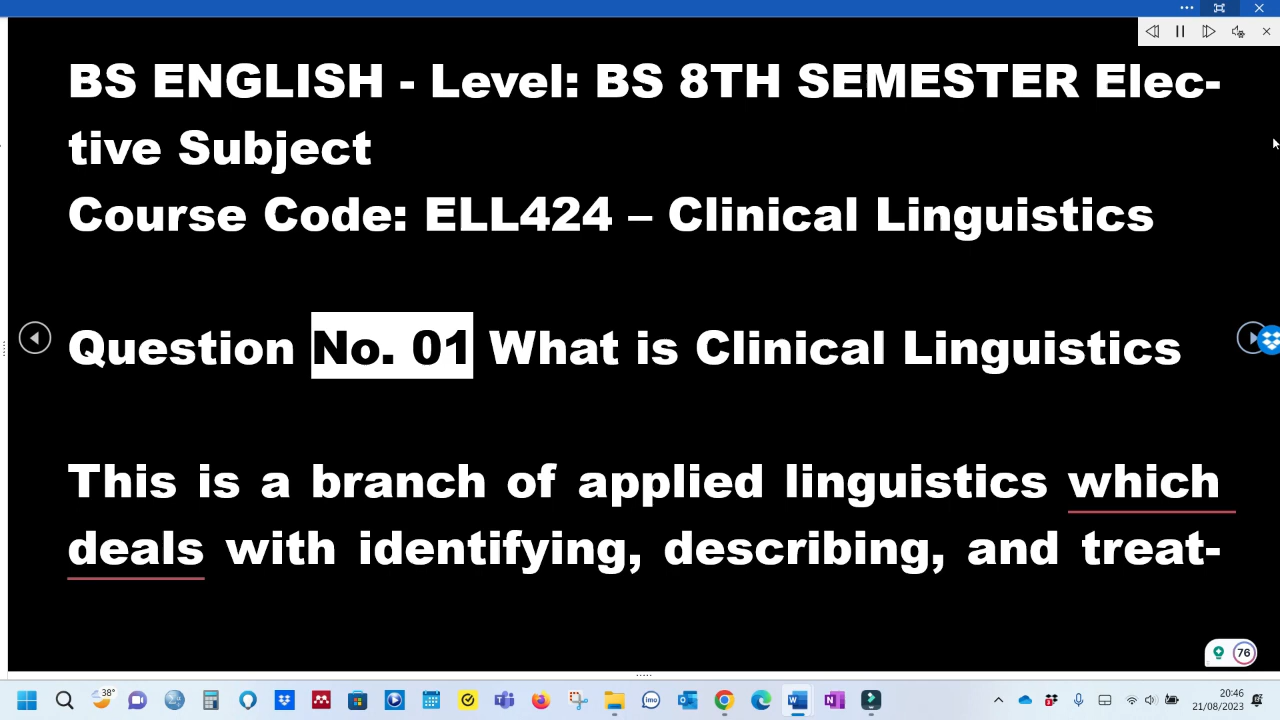 BS ENGLISH - Level: BS 8TH SEMESTER Elec-
tive Subject
Course Code: ELL424 – Clinical Linguistics
Question No. 01 What is Clinical Linguistics
This is a branch of applied linguistics which
deals with identifying, describing, and treat-
76
38°
imo
20:46
21/08/2023